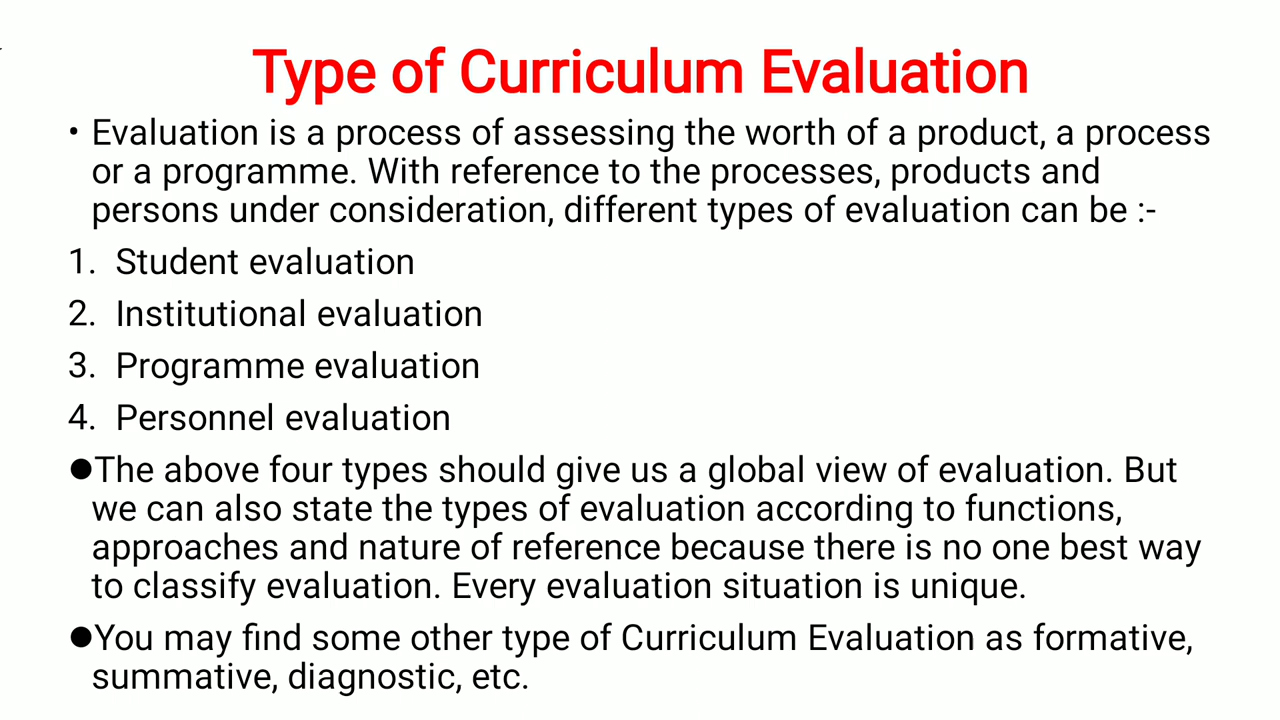 Type of Curriculum Evaluation
• Evaluation is a process of assessing the worth of a product, a process
or a programme. With reference to the processes, products and
persons under consideration, different types of evaluation can be :-
1. Student evaluation
2. Institutional evaluation
3. Programme evaluation
4. Personnel evaluation
●The above four types should give us a global view of evaluation. But
we can also state the types of evaluation according to functions,
approaches and nature of reference because there is no one best way
to classify evaluation. Every evaluation situation is unique.
●You may find some other type of Curriculum Evaluation as formative,
summative, diagnostic, etc.